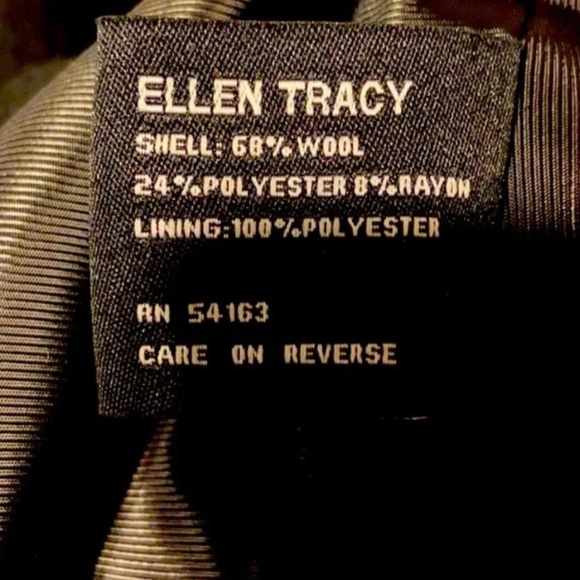 ELLEN TRACY
SHELL: 68% WOOL
24%POLYESTER 8%RAYON
LINING:100%POLYESTER
RN 54163
CARE ON REVERSE